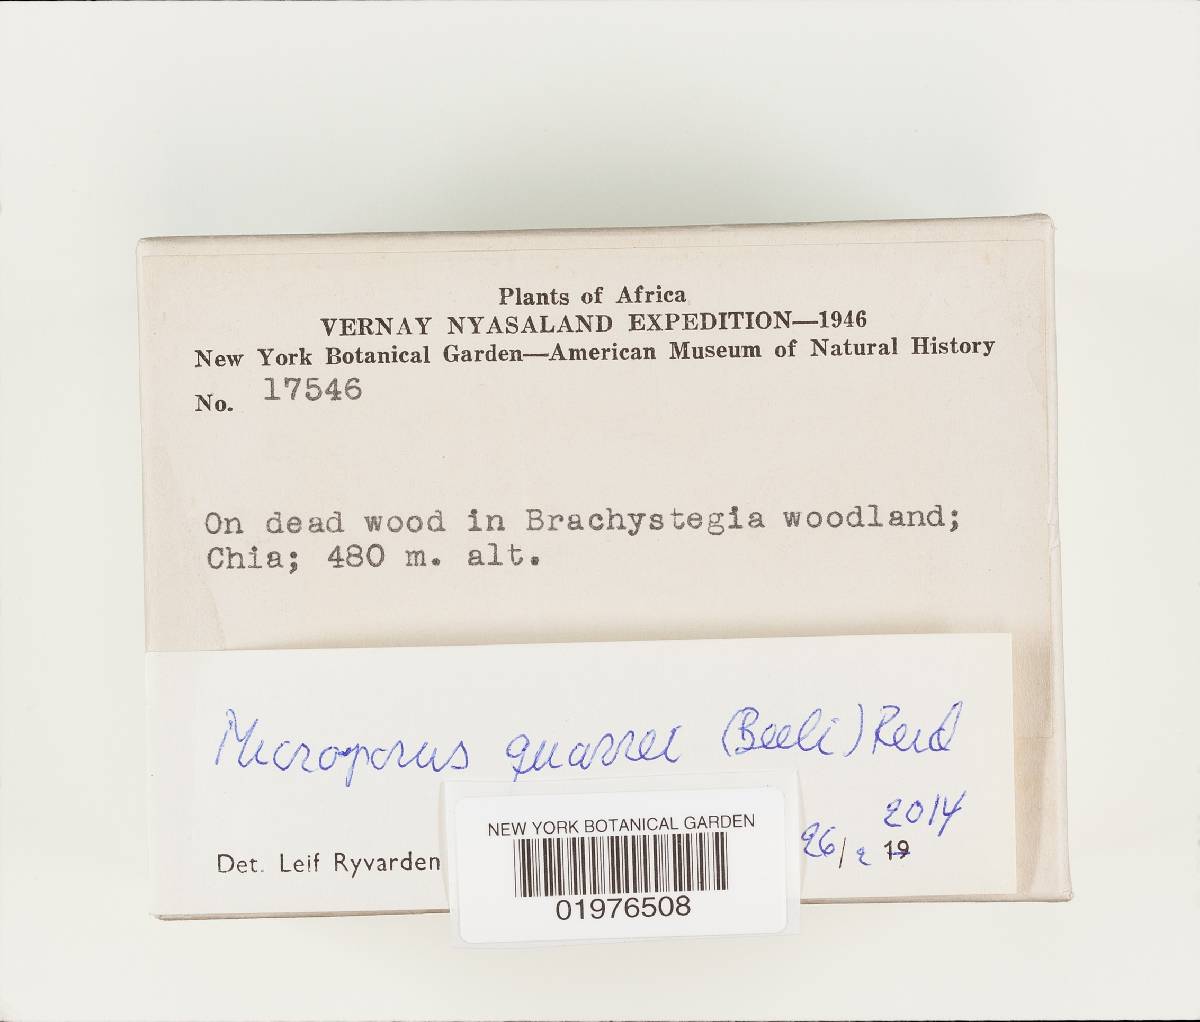 Plants of Africa
VERNAY NYASALAND EXPEDITION—1946
New York Botanical Garden—American Museum of Natural History
No. 17546
On dead wood in Brachystegia woodland;
Chia; 480 m. alt.
Microporus quarrei (Beeli) Reid
2014
Det. Leif Ryvarden 26/2 19
NEW YORK BOTANICAL GARDEN
01976508